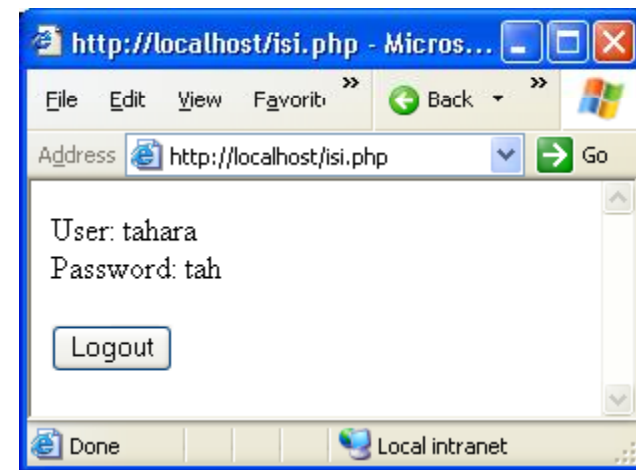 http://localhost/isi.php - Micros...
File Edit View Favorit » Back »
Address http://localhost/isi.php Go
User: tahara
Password: tah
Logout
Done Local intranet